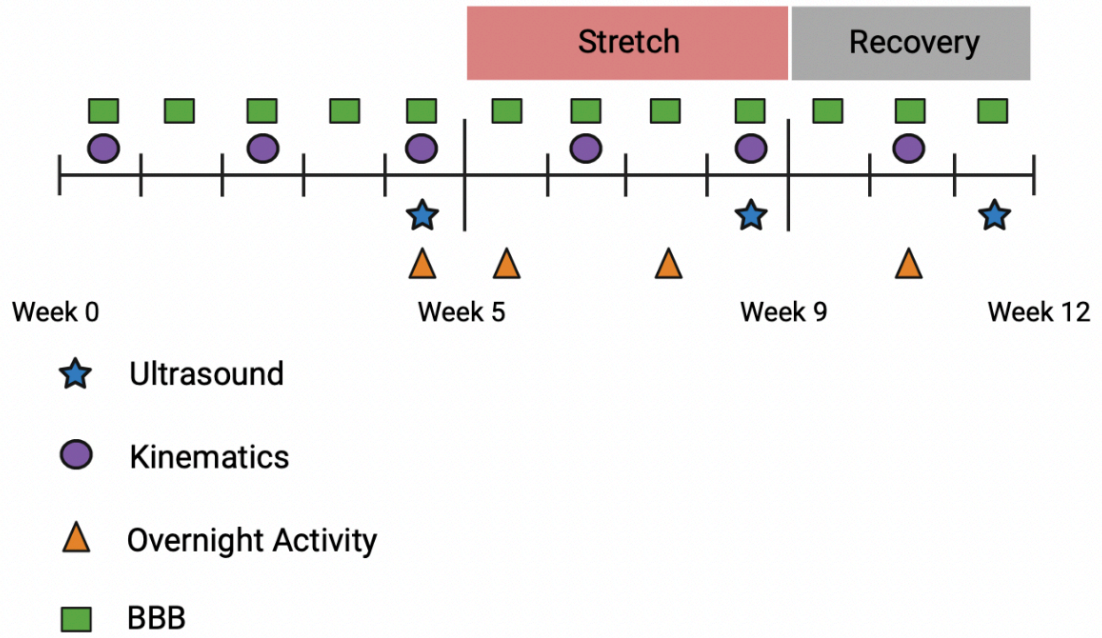 Stretch
Recovery
Week 0
Week 5
Week 9
Week 12
Ultrasound
Kinematics
Overnight Activity
BBB